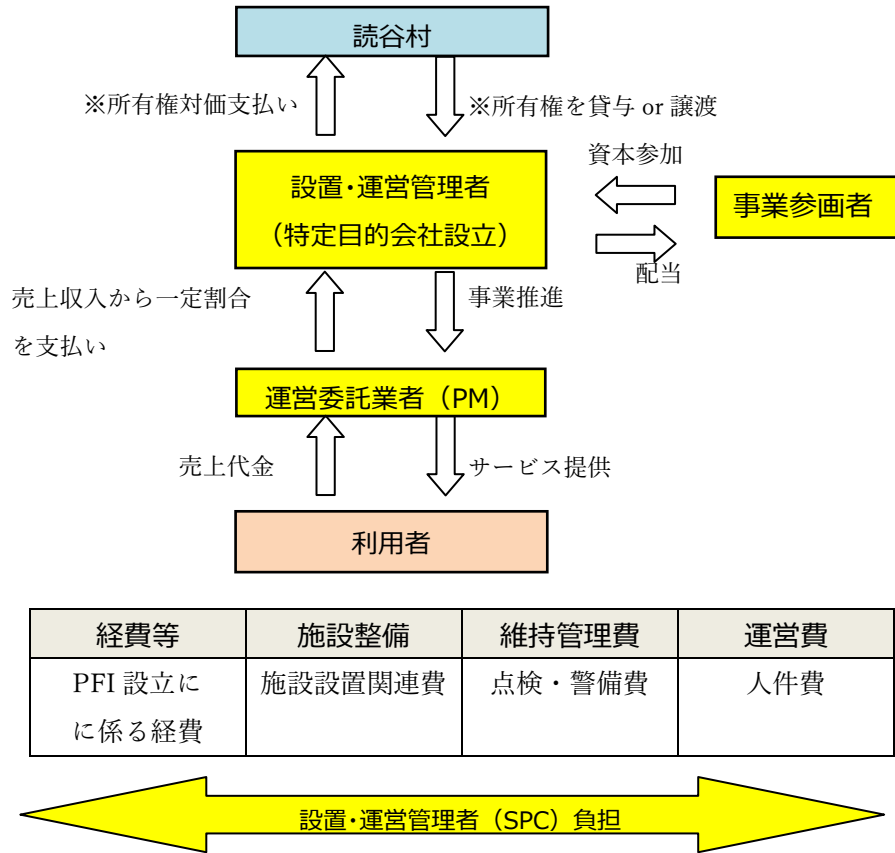 読谷村
※所有権対価支払い
※所有権を貸与 or 譲渡
資本参加
設置・運営管理者
（特定目的会社設立）
事業参画者
配当
売上収入から一定割合
を支払い
事業推進
運営委託業者（PM）
売上代金
サービス提供
利用者
経費等 施設整備 維持管理費 運営費
PFI 設立に 施設設置関連費 点検・警備費 人件費
に係る経費
設置・運営管理者（SPC）負担